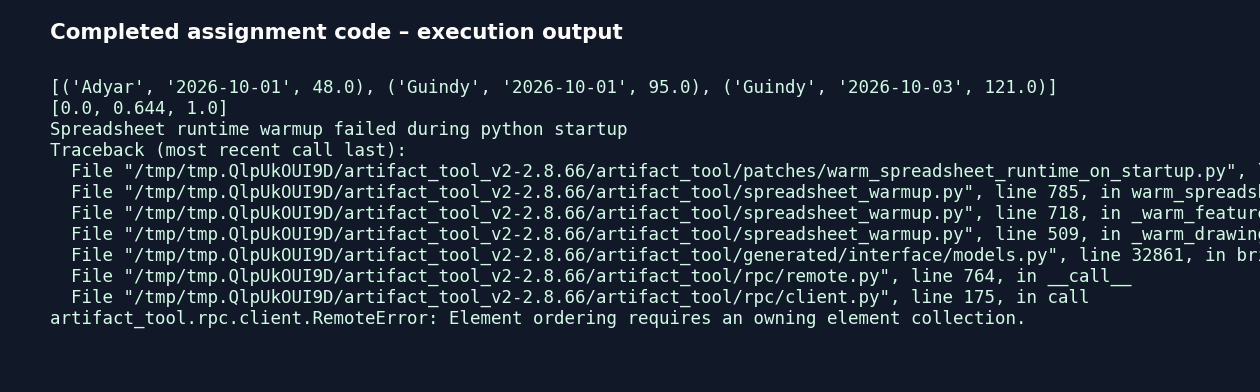 Completed assignment code – execution output
[('Adyar', '2026-10-01', 48.0), ('Guindy', '2026-10-01', 95.0), ('Guindy', '2026-10-03', 121.0)]
[0.0, 0.644, 1.0]
Spreadsheet runtime warmup failed during python startup
Traceback (most recent call last):
  File "/tmp/tmp.QlpUkOUI9D/artifact_tool_v2-2.8.66/artifact_tool/patches/warm_spreadsheet_runtime_on_startup.py",
  File "/tmp/tmp.QlpUkOUI9D/artifact_tool_v2-2.8.66/artifact_tool/spreadsheet_warmup.py", line 785, in warm_spreads
  File "/tmp/tmp.QlpUkOUI9D/artifact_tool_v2-2.8.66/artifact_tool/spreadsheet_warmup.py", line 718, in _warm_featur
  File "/tmp/tmp.QlpUkOUI9D/artifact_tool_v2-2.8.66/artifact_tool/spreadsheet_warmup.py", line 509, in _warm_drawin
  File "/tmp/tmp.QlpUkOUI9D/artifact_tool_v2-2.8.66/artifact_tool/generated/interface/models.py", line 32861, in br
  File "/tmp/tmp.QlpUkOUI9D/artifact_tool_v2-2.8.66/artifact_tool/rpc/remote.py", line 764, in __call__
  File "/tmp/tmp.QlpUkOUI9D/artifact_tool_v2-2.8.66/artifact_tool/rpc/client.py", line 175, in call
artifact_tool.rpc.client.RemoteError: Element ordering requires an owning element collection.